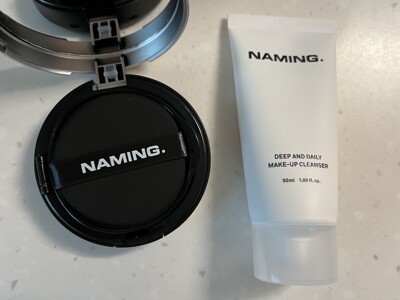 NAMING.
NAMING.
DEEP AND DAILY
MAKE-UP CLEANSER
50ml 1.69 fl. oz.